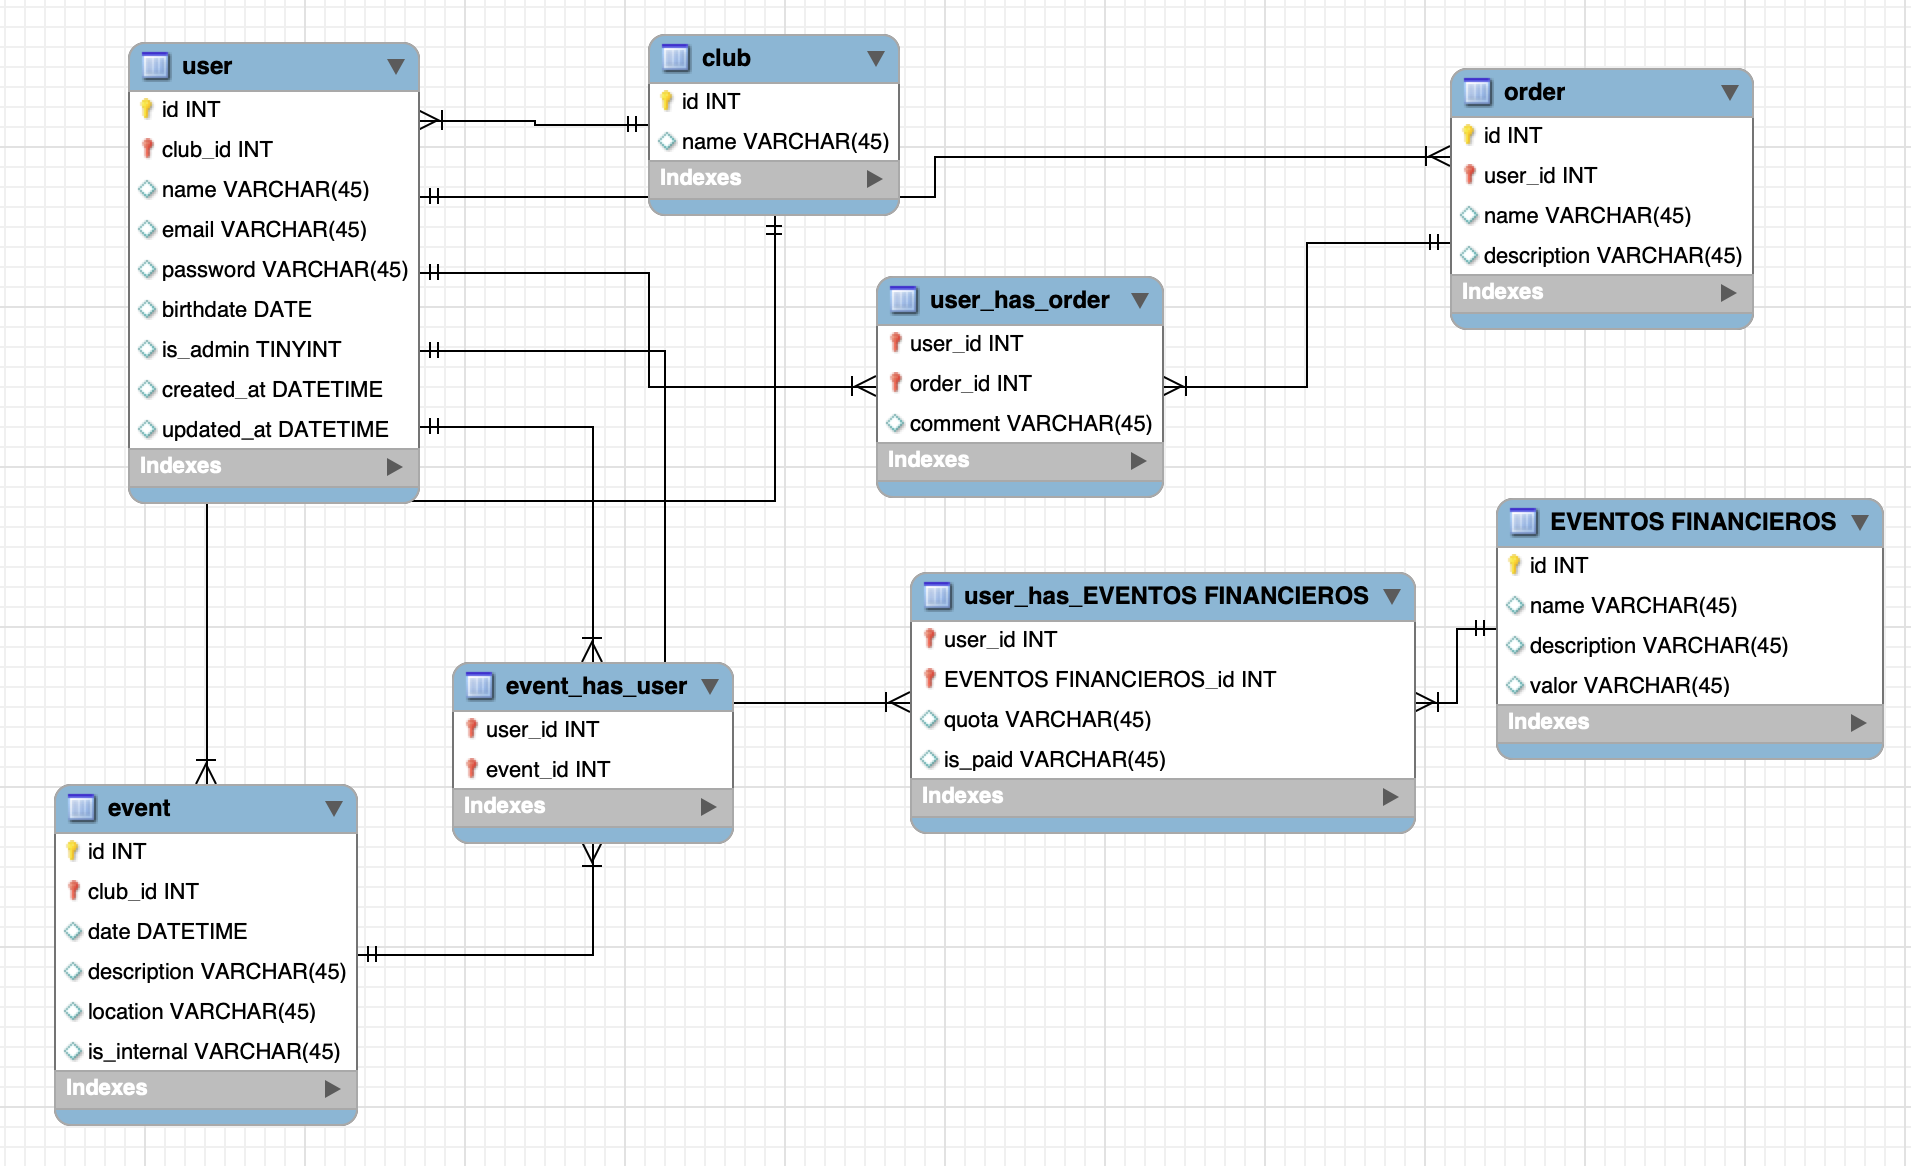 user
id INT
club_id INT
name VARCHAR(45)
email VARCHAR(45)
password VARCHAR(45)
birthdate DATE
is_admin TINYINT
created_at DATETIME
updated_at DATETIME
Indexes
club
id INT
name VARCHAR(45)
Indexes
order
id INT
user_id INT
name VARCHAR(45)
description VARCHAR(45)
Indexes
user_has_order
user_id INT
order_id INT
comment VARCHAR(45)
Indexes
EVENTOS FINANCIEROS
id INT
name VARCHAR(45)
description VARCHAR(45)
valor VARCHAR(45)
Indexes
user_has_EVENTOS FINANCIEROS
user_id INT
EVENTOS FINANCIEROS_id INT
quota VARCHAR(45)
is_paid VARCHAR(45)
Indexes
event_has_user
user_id INT
event_id INT
Indexes
event
id INT
club_id INT
date DATETIME
description VARCHAR(45)
location VARCHAR(45)
is_internal VARCHAR(45)
Indexes